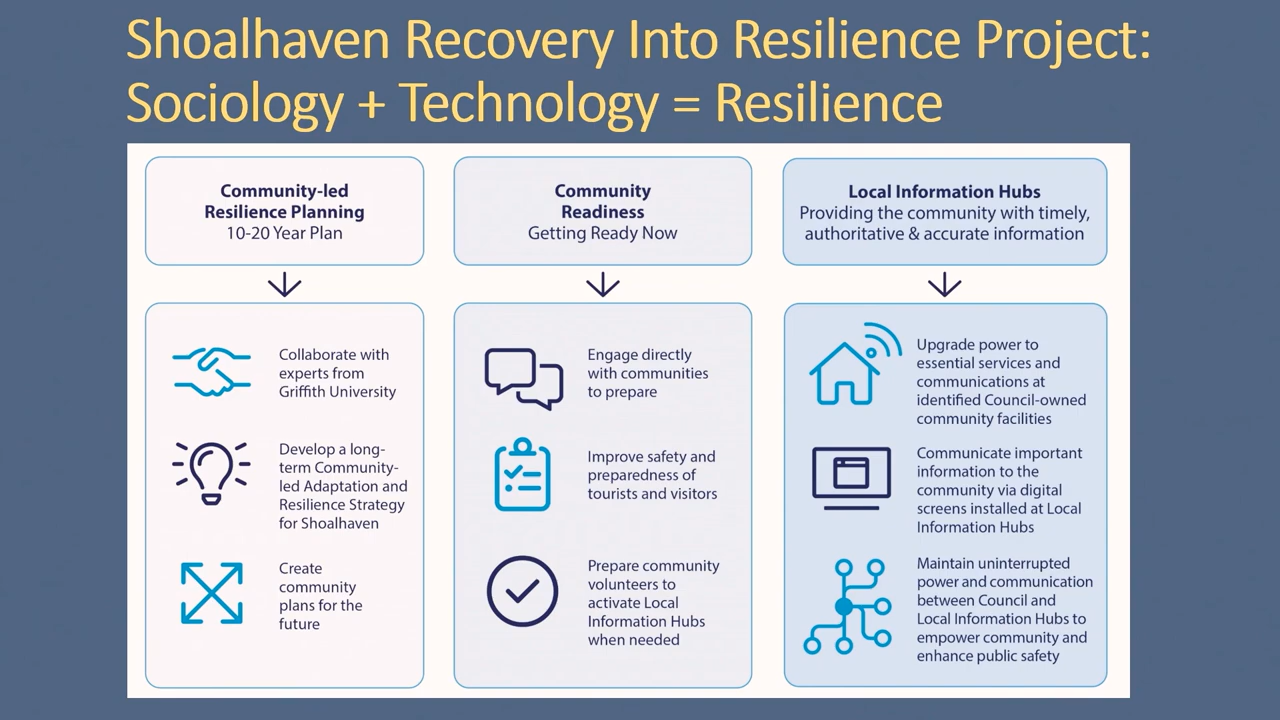 Shoalhaven Recovery Into Resilience Project:
Sociology + Technology = Resilience
Community-led
Resilience Planning
10-20 Year Plan
Collaborate with
experts from
Griffith University
Develop a long-
term Community-
led Adaptation and
Resilience Strategy
for Shoalhaven
Create
community
plans for the
future
Community
Readiness
Getting Ready Now
Engage directly
with communities
to prepare
Improve safety and
preparedness of
tourists and visitors
Prepare community
volunteers to
activate Local
Information Hubs
when needed
Local Information Hubs
Providing the community with timely,
authoritative & accurate information
Upgrade power to
essential services and
communications at
identified Council-owned
community facilities
Communicate important
information to the
community via digital
screens installed at Local
Information Hubs
Maintain uninterrupted
power and communication
between Council and
Local Information Hubs to
empower community and
enhance public safety